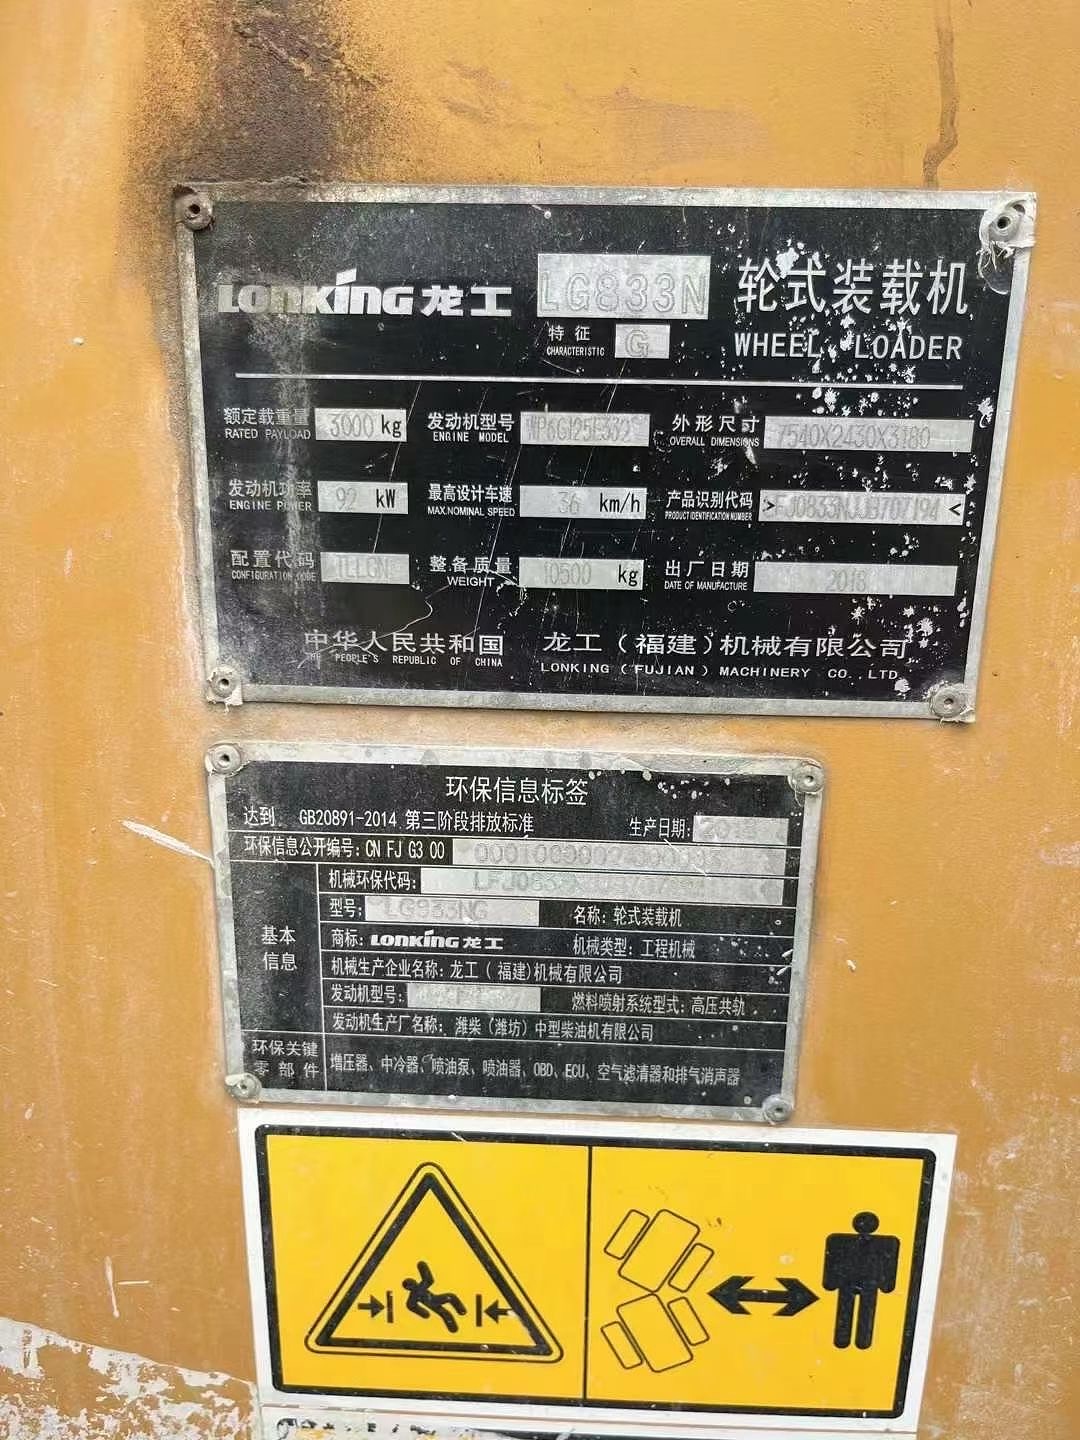 LONKING 龙工 LG833N 轮式装载机
特征 G
CHARACTERISTIC
WHEEL LOADER
额定载重量 3000 kg 发动机型号 外形尺寸 7540X2430X3180
RATED PAYLOAD ENGINE MODEL OVERALL DIMENSIONS
发动机功率 92 kW 最高设计车速 36 km/h 产品识别代码
ENGINE POWER MAX.NOMINAL SPEED PRODUCT IDENTIFICATION NUMBER
配置代码 整备质量 10500 kg 出厂日期 2018
CONFIGURATION CODE WEIGHT DATE OF MANUFACTURE
中华人民共和国 龙工(福建)机械有限公司
THE PEOPLE'S REPUBLIC OF CHINA LONKING (FUJIAN) MACHINERY CO.,LTD
环保信息标签
达到 GB20891-2014 第三阶段排放标准 生产日期: 2018
环保信息公开编号: CN FJ G3 00
机械环保代码:
型号: LG833NG 名称: 轮式装载机
基本信息
商标: LONKING 龙工 机械类型: 工程机械
机械生产企业名称: 龙工(福建)机械有限公司
发动机型号: 燃料喷射系统型式: 高压共轨
发动机生产厂名称: 潍柴(潍坊)中型柴油机有限公司
环保关键零部件 增压器、中冷器、喷油泵、喷油器、OBD、ECU、空气滤清器和排气消声器